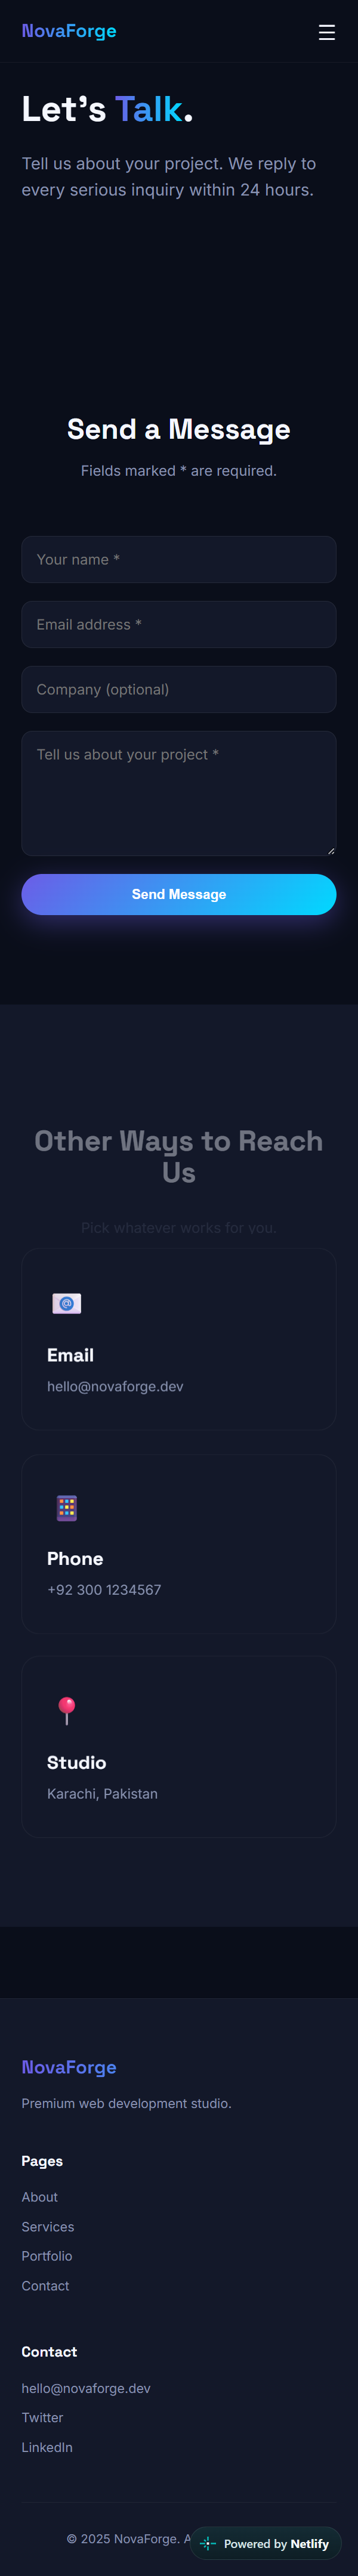 NovaForge
Let's Talk.
Tell us about your project. We reply to
every serious inquiry within 24 hours.
Send a Message
Fields marked * are required.
Your name *
Email address *
Company (optional)
Tell us about your project *
Send Message
Other Ways to Reach
Us
Pick whatever works for you.
Email
hello@novaforge.dev
Phone
+92 300 1234567
Studio
Karachi, Pakistan
NovaForge
Premium web development studio.
Pages
About
Services
Portfolio
Contact
Contact
hello@novaforge.dev
Twitter
LinkedIn
© 2025 NovaForge. A
Powered by Netlify